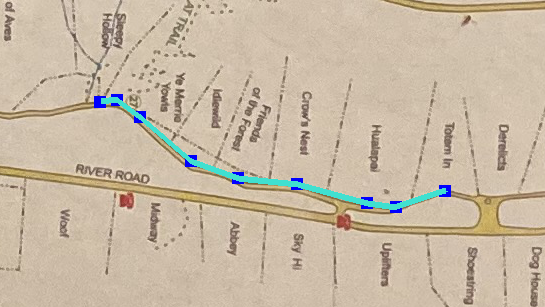 of Aves
Sleepy
Hollow
AT TRAIL
27
Ye Merrie
Yowls
Idlewild
Friends
of the Forest
Crow's Nest
Hualapai
Totem In
Derelicts
RIVER ROAD
Woof
Midway
Abbey
Sky Hi
Uplifters
Shoestring
Dog House